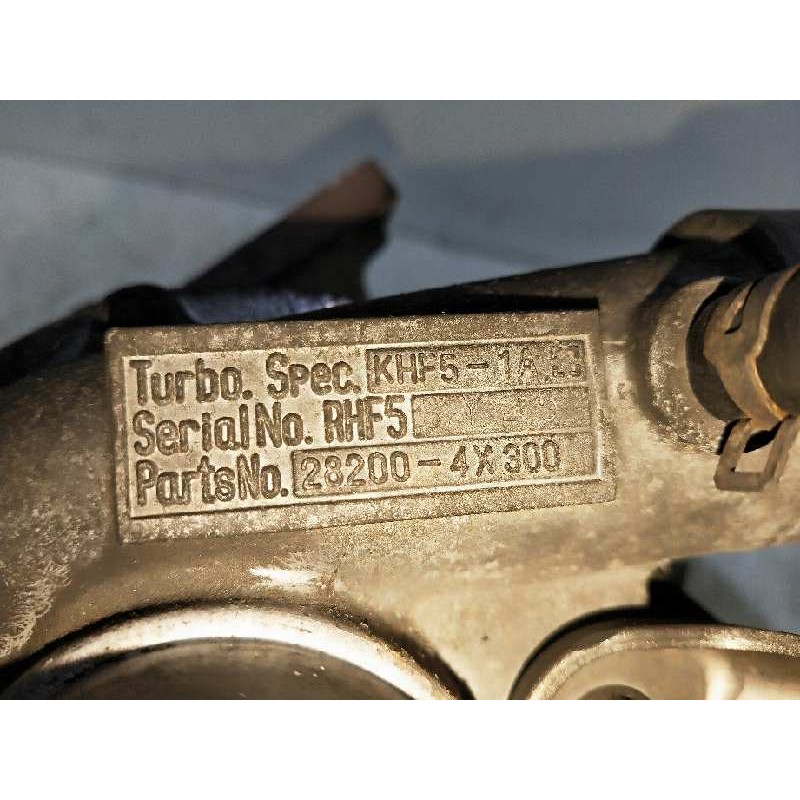 Turbo. Spec. KHF5-1A
Serial No. RHF5
Parts No. 28200-4X300